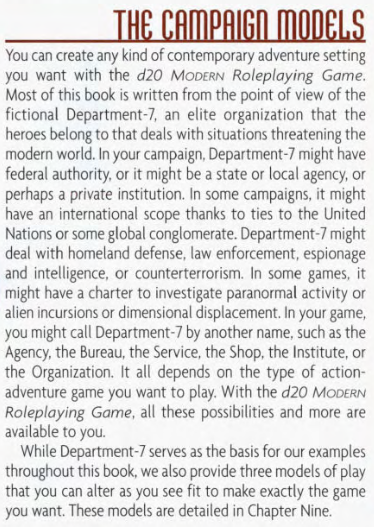 THE CAMPAIGN MODELS
You can create any kind of contemporary adventure setting
you want with the d20 MODERN Roleplaying Game.
Most of this book is written from the point of view of the
fictional Department-7, an elite organization that the
heroes belong to that deals with situations threatening the
modern world. In your campaign, Department-7 might have
federal authority, or it might be a state or local agency, or
perhaps a private institution. In some campaigns, it might
have an international scope thanks to ties to the United
Nations or some global conglomerate. Department-7 might
deal with homeland defense, law enforcement, espionage
and intelligence, or counterterrorism. In some games, it
might have a charter to investigate paranormal activity or
alien incursions or dimensional displacement. In your game,
you might call Department-7 by another name, such as the
Agency, the Bureau, the Service, the Shop, the Institute, or
the Organization. It all depends on the type of action-
adventure game you want to play. With the d20 MODERN
Roleplaying Game, all these possibilities and more are
available to you.
While Department-7 serves as the basis for our examples
throughout this book, we also provide three models of play
that you can alter as you see fit to make exactly the game
you want. These models are detailed in Chapter Nine.